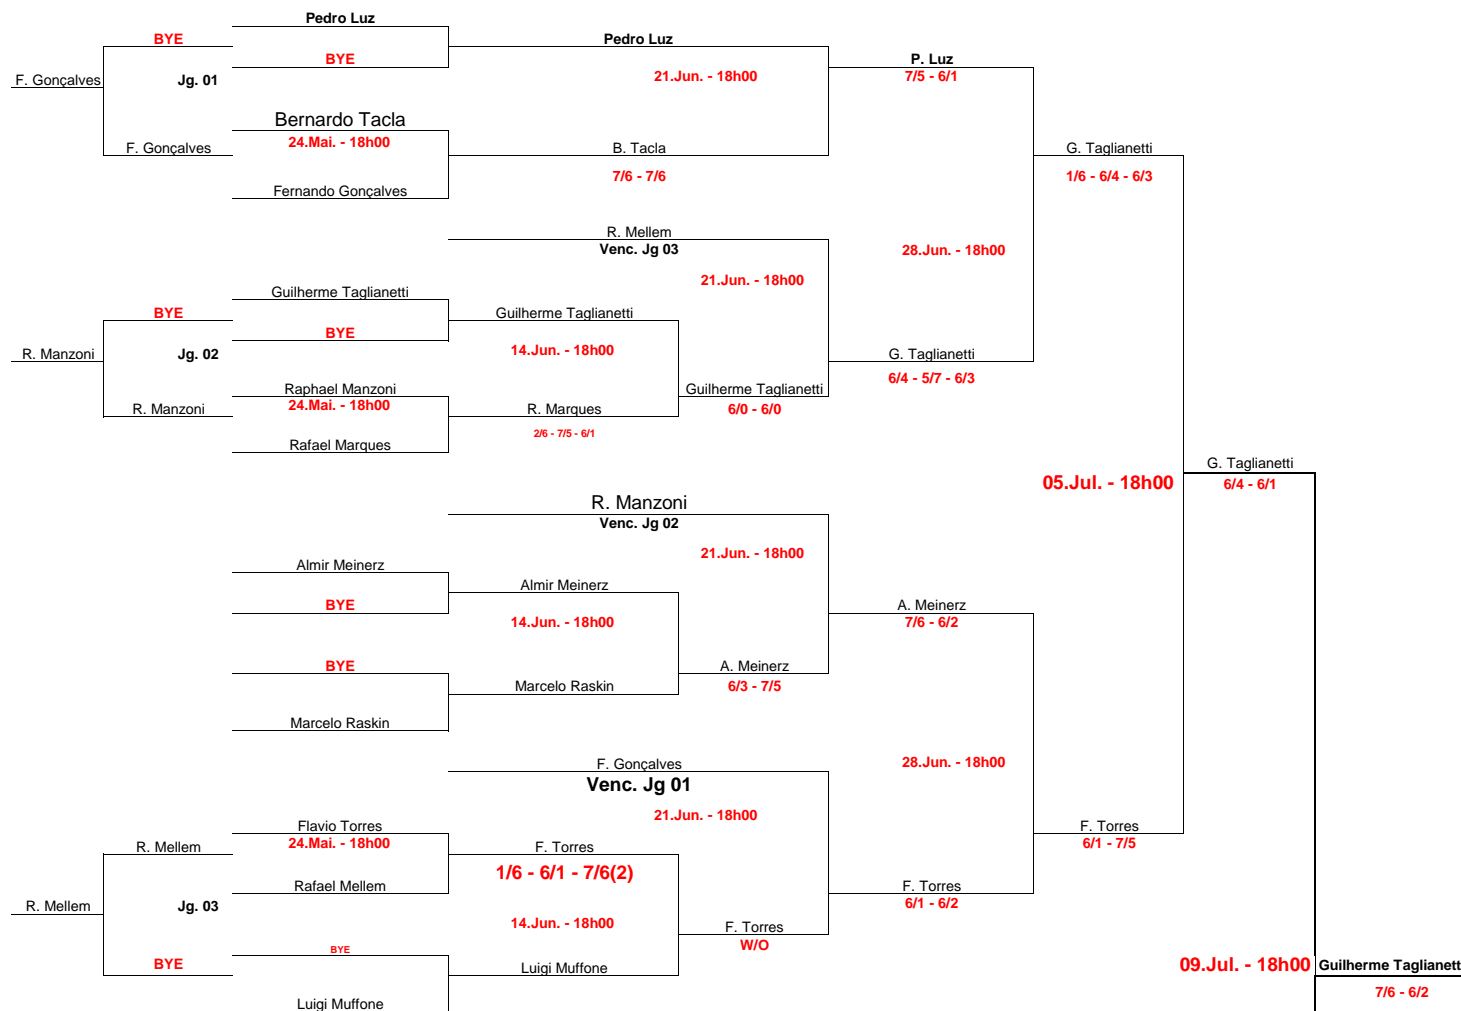 Pedro Luz
BYE
Pedro Luz
BYE
P. Luz
F. Gonçalves
Jg. 01
21.Jun. - 18h00
7/5 - 6/1
Bernardo Tacla
24.Mai. - 18h00
F. Gonçalves
B. Tacla
G. Taglianetti
7/6 - 7/6
1/6 - 6/4 - 6/3
Fernando Gonçalves
R. Mellem
Venc. Jg 03
28.Jun. - 18h00
21.Jun. - 18h00
Guilherme Taglianetti
BYE
Guilherme Taglianetti
BYE
R. Manzoni
Jg. 02
14.Jun. - 18h00
G. Taglianetti
6/4 - 5/7 - 6/3
Raphael Manzoni
Guilherme Taglianetti
24.Mai. - 18h00
R. Manzoni
R. Marques
6/0 - 6/0
2/6 - 7/5 - 6/1
Rafael Marques
G. Taglianetti
05.Jul. - 18h00
6/4 - 6/1
R. Manzoni
Venc. Jg 02
21.Jun. - 18h00
Almir Meinerz
Almir Meinerz
BYE
A. Meinerz
14.Jun. - 18h00
7/6 - 6/2
BYE
A. Meinerz
Marcelo Raskin
6/3 - 7/5
Marcelo Raskin
F. Gonçalves
28.Jun. - 18h00
Venc. Jg 01
21.Jun. - 18h00
Flavio Torres
F. Torres
24.Mai. - 18h00
6/1 - 7/5
R. Mellem
F. Torres
1/6 - 6/1 - 7/6(2)
Rafael Mellem
F. Torres
R. Mellem
Jg. 03
6/1 - 6/2
14.Jun. - 18h00
F. Torres
W/O
BYE
BYE
Luigi Muffone
09.Jul. - 18h00
Guilherme Taglianett
7/6 - 6/2
Luigi Muffone